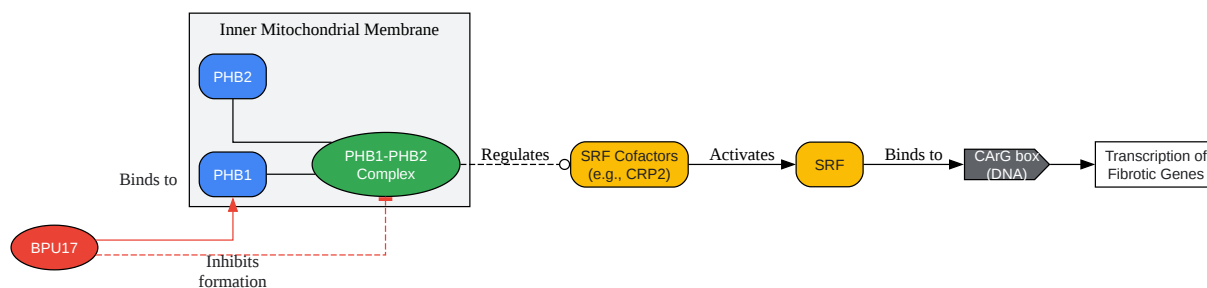 Inner Mitochondrial Membrane
PHB2
PHB1
PHB1-PHB2
Complex
Binds to
BPU17
Inhibits
formation
Regulates
SRF Cofactors
(e.g., CRP2)
Activates
SRF
Binds to
CArG box
(DNA)
Transcription of
Fibrotic Genes